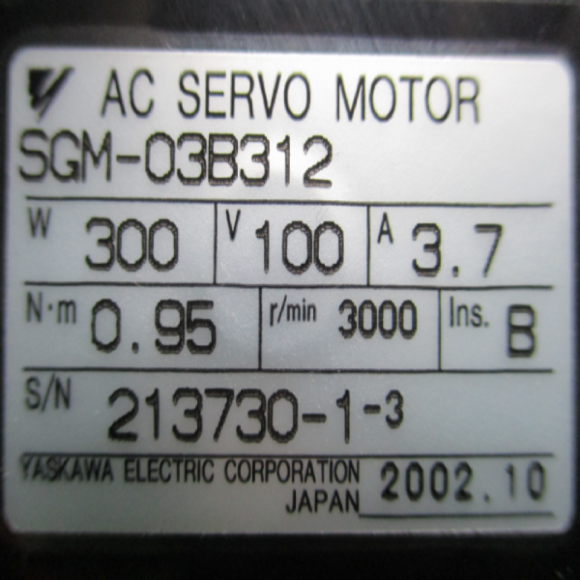 AC SERVO MOTOR
SGM-03B312
W 300 V 100 A 3.7
N·m 0.95 r/min 3000 Ins. B
S/N 213730-1-3
YASKAWA ELECTRIC CORPORATION 2002.10
JAPAN